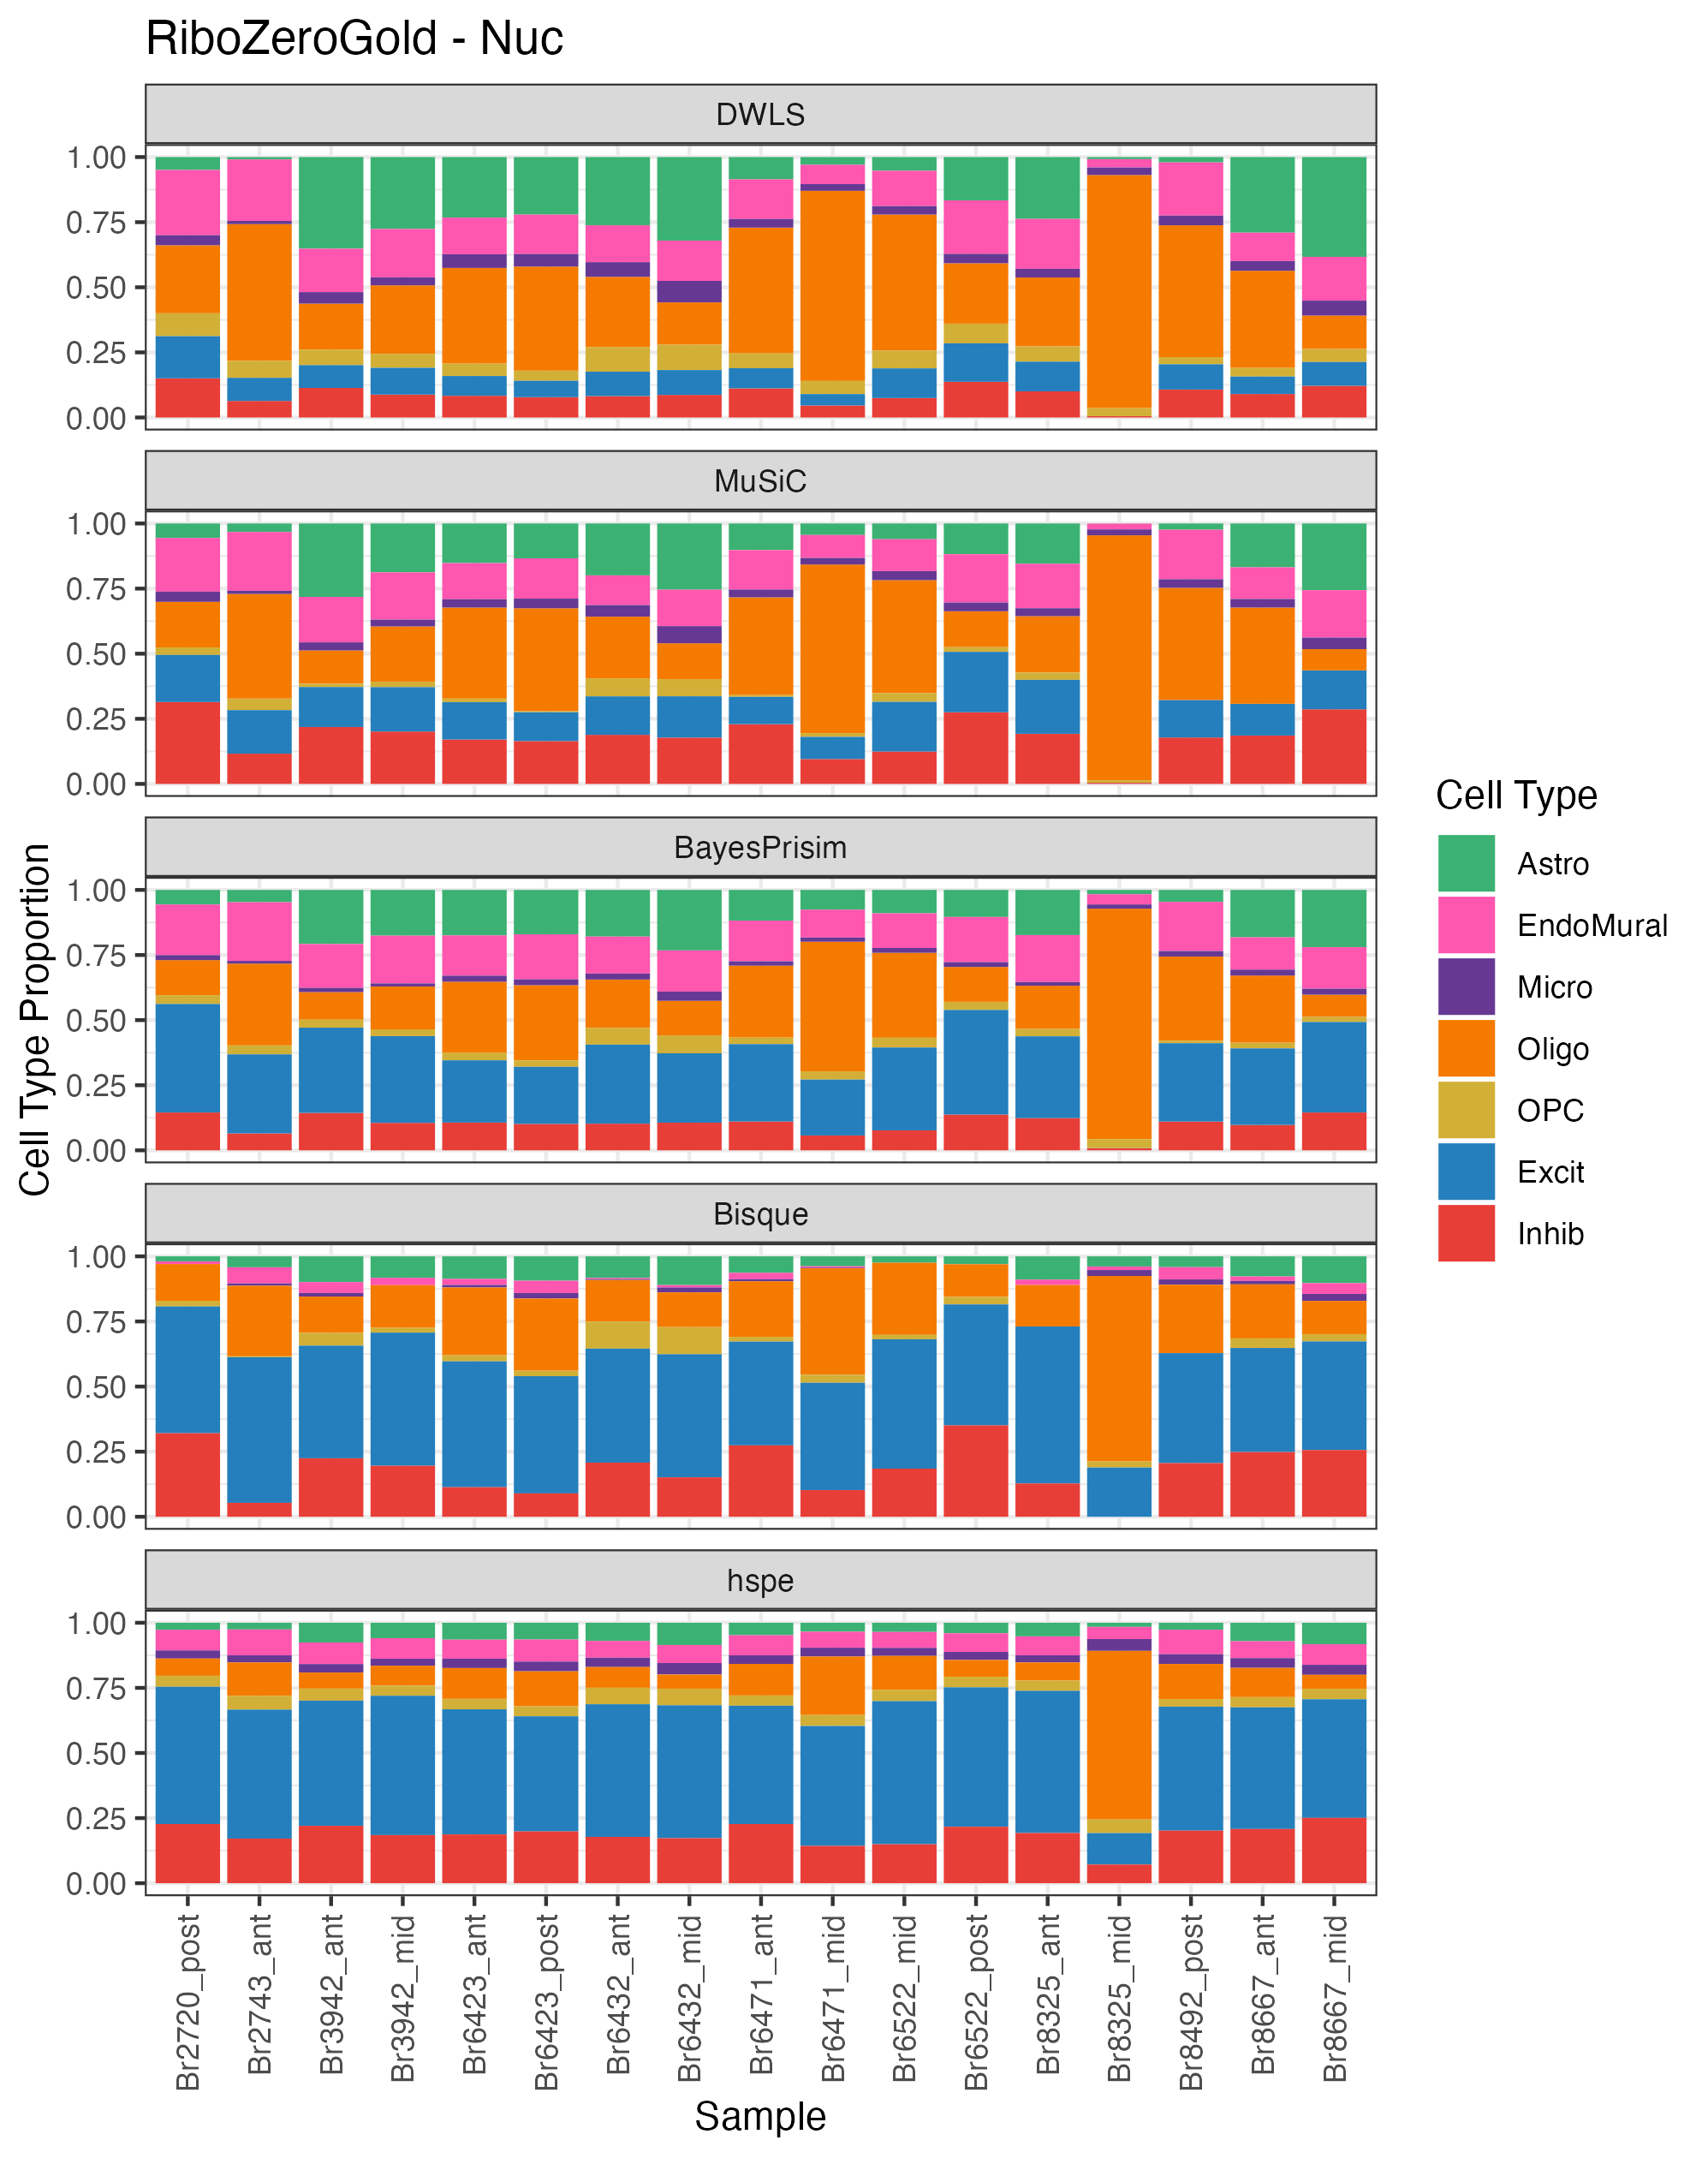 RiboZeroGold - Nuc
DWLS
1.00
0.75
0.50
0.25
0.00
MuSiC
1.00
0.75
0.50
0.25
0.00
BayesPrisim
1.00
0.75
0.50
0.25
0.00
Bisque
1.00
0.75
0.50
0.25
0.00
hspe
1.00
0.75
0.50
0.25
0.00
Cell Type Proportion
Br2720_post
Br2743_ant
Br3942_ant
Br3942_mid
Br6423_ant
Br6423_post
Br6432_ant
Br6432_mid
Br6471_ant
Br6471_mid
Br6522_mid
Br6522_post
Br8325_ant
Br8325_mid
Br8492_post
Br8667_ant
Br8667_mid
Sample
Cell Type
Astro
EndoMural
Micro
Oligo
OPC
Excit
Inhib